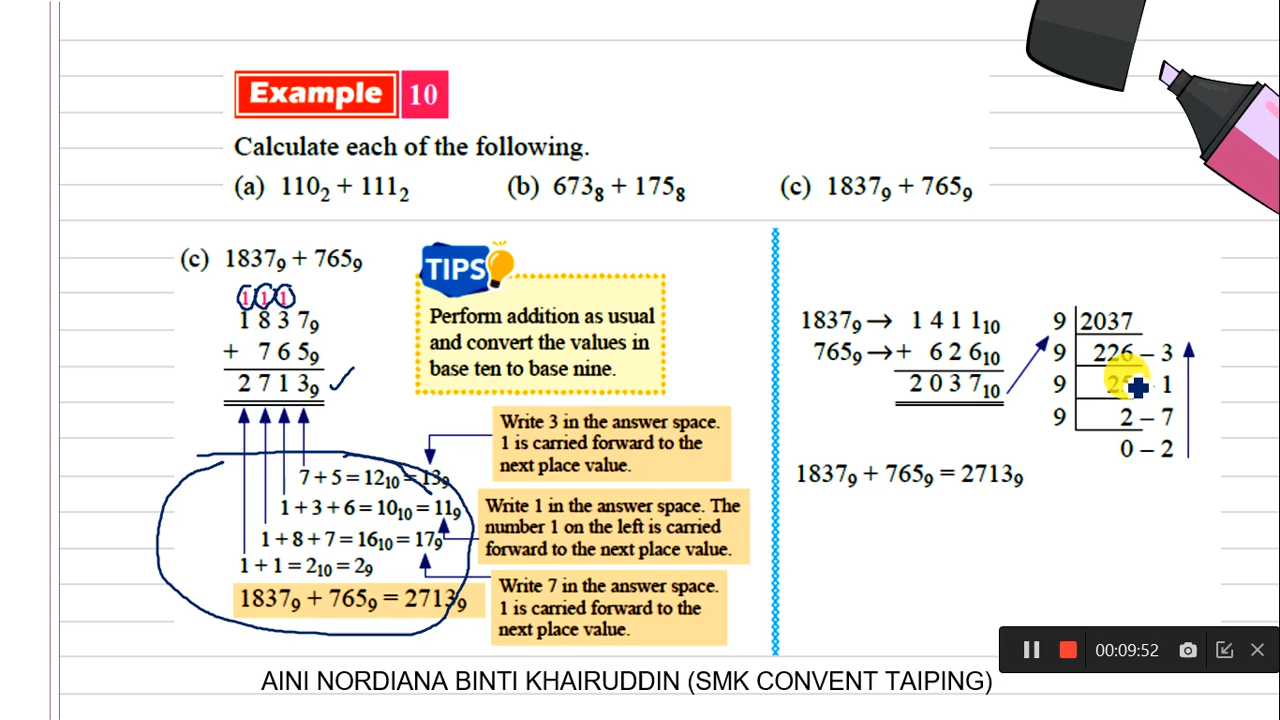 Example 10
Calculate each of the following.
(a) 110₂ + 111₂ (b) 673₈ + 175₈ (c) 1837₉ + 765₉
(c) 1837₉ + 765₉
1 1 1
1 8 3 7₉
+ 7 6 5₉
2 7 1 3₉
7 + 5 = 12₁₀ = 13₉
1 + 3 + 6 = 10₁₀ = 11₉
1 + 8 + 7 = 16₁₀ = 17₉
1 + 1 = 2₁₀ = 2₉
1837₉ + 765₉ = 2713₉
TIPS
Perform addition as usual
and convert the values in
base ten to base nine.
Write 3 in the answer space.
1 is carried forward to the
next place value.
Write 1 in the answer space. The
number 1 on the left is carried
forward to the next place value.
Write 7 in the answer space.
1 is carried forward to the
next place value.
1837₉ → 1 4 1 1₁₀
765₉ → + 6 2 6₁₀
2 0 3 7₁₀
9 2037
9 226 – 3
9 25 1
9 2 – 7
0 – 2
1837₉ + 765₉ = 2713₉
00:09:52
AINI NORDIANA BINTI KHAIRUDDIN (SMK CONVENT TAIPING)